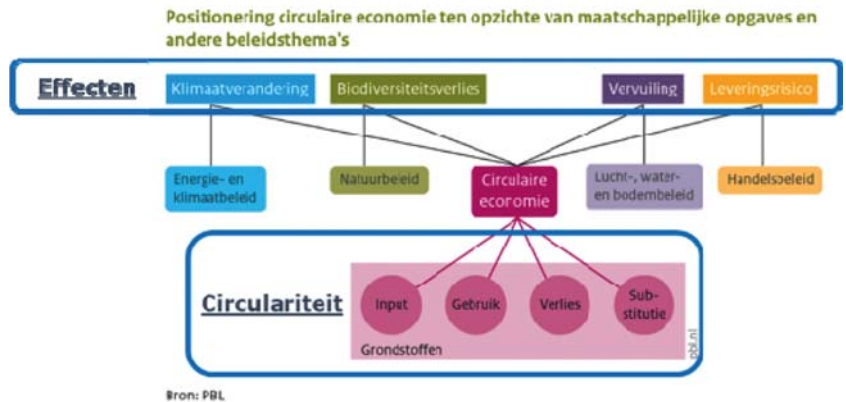 Positionering circulaire economie ten opzichte van maatschappelijke opgaves en
andere beleidsthema's
Effecten
Klimaatverandering
Biodiversiteitsverlies
Vervuiling
Leveringsrisico
Energie- en
klimaatbeleid
Natuurbeleid
Circulaire
economie
Lucht-, water-
en bodembeleid
Handelsbeleid
Circulariteit
Input
Gebruik
Verlies
Sub-
stitutie
Grondstoffen
pbl.nl
Bron: PBL